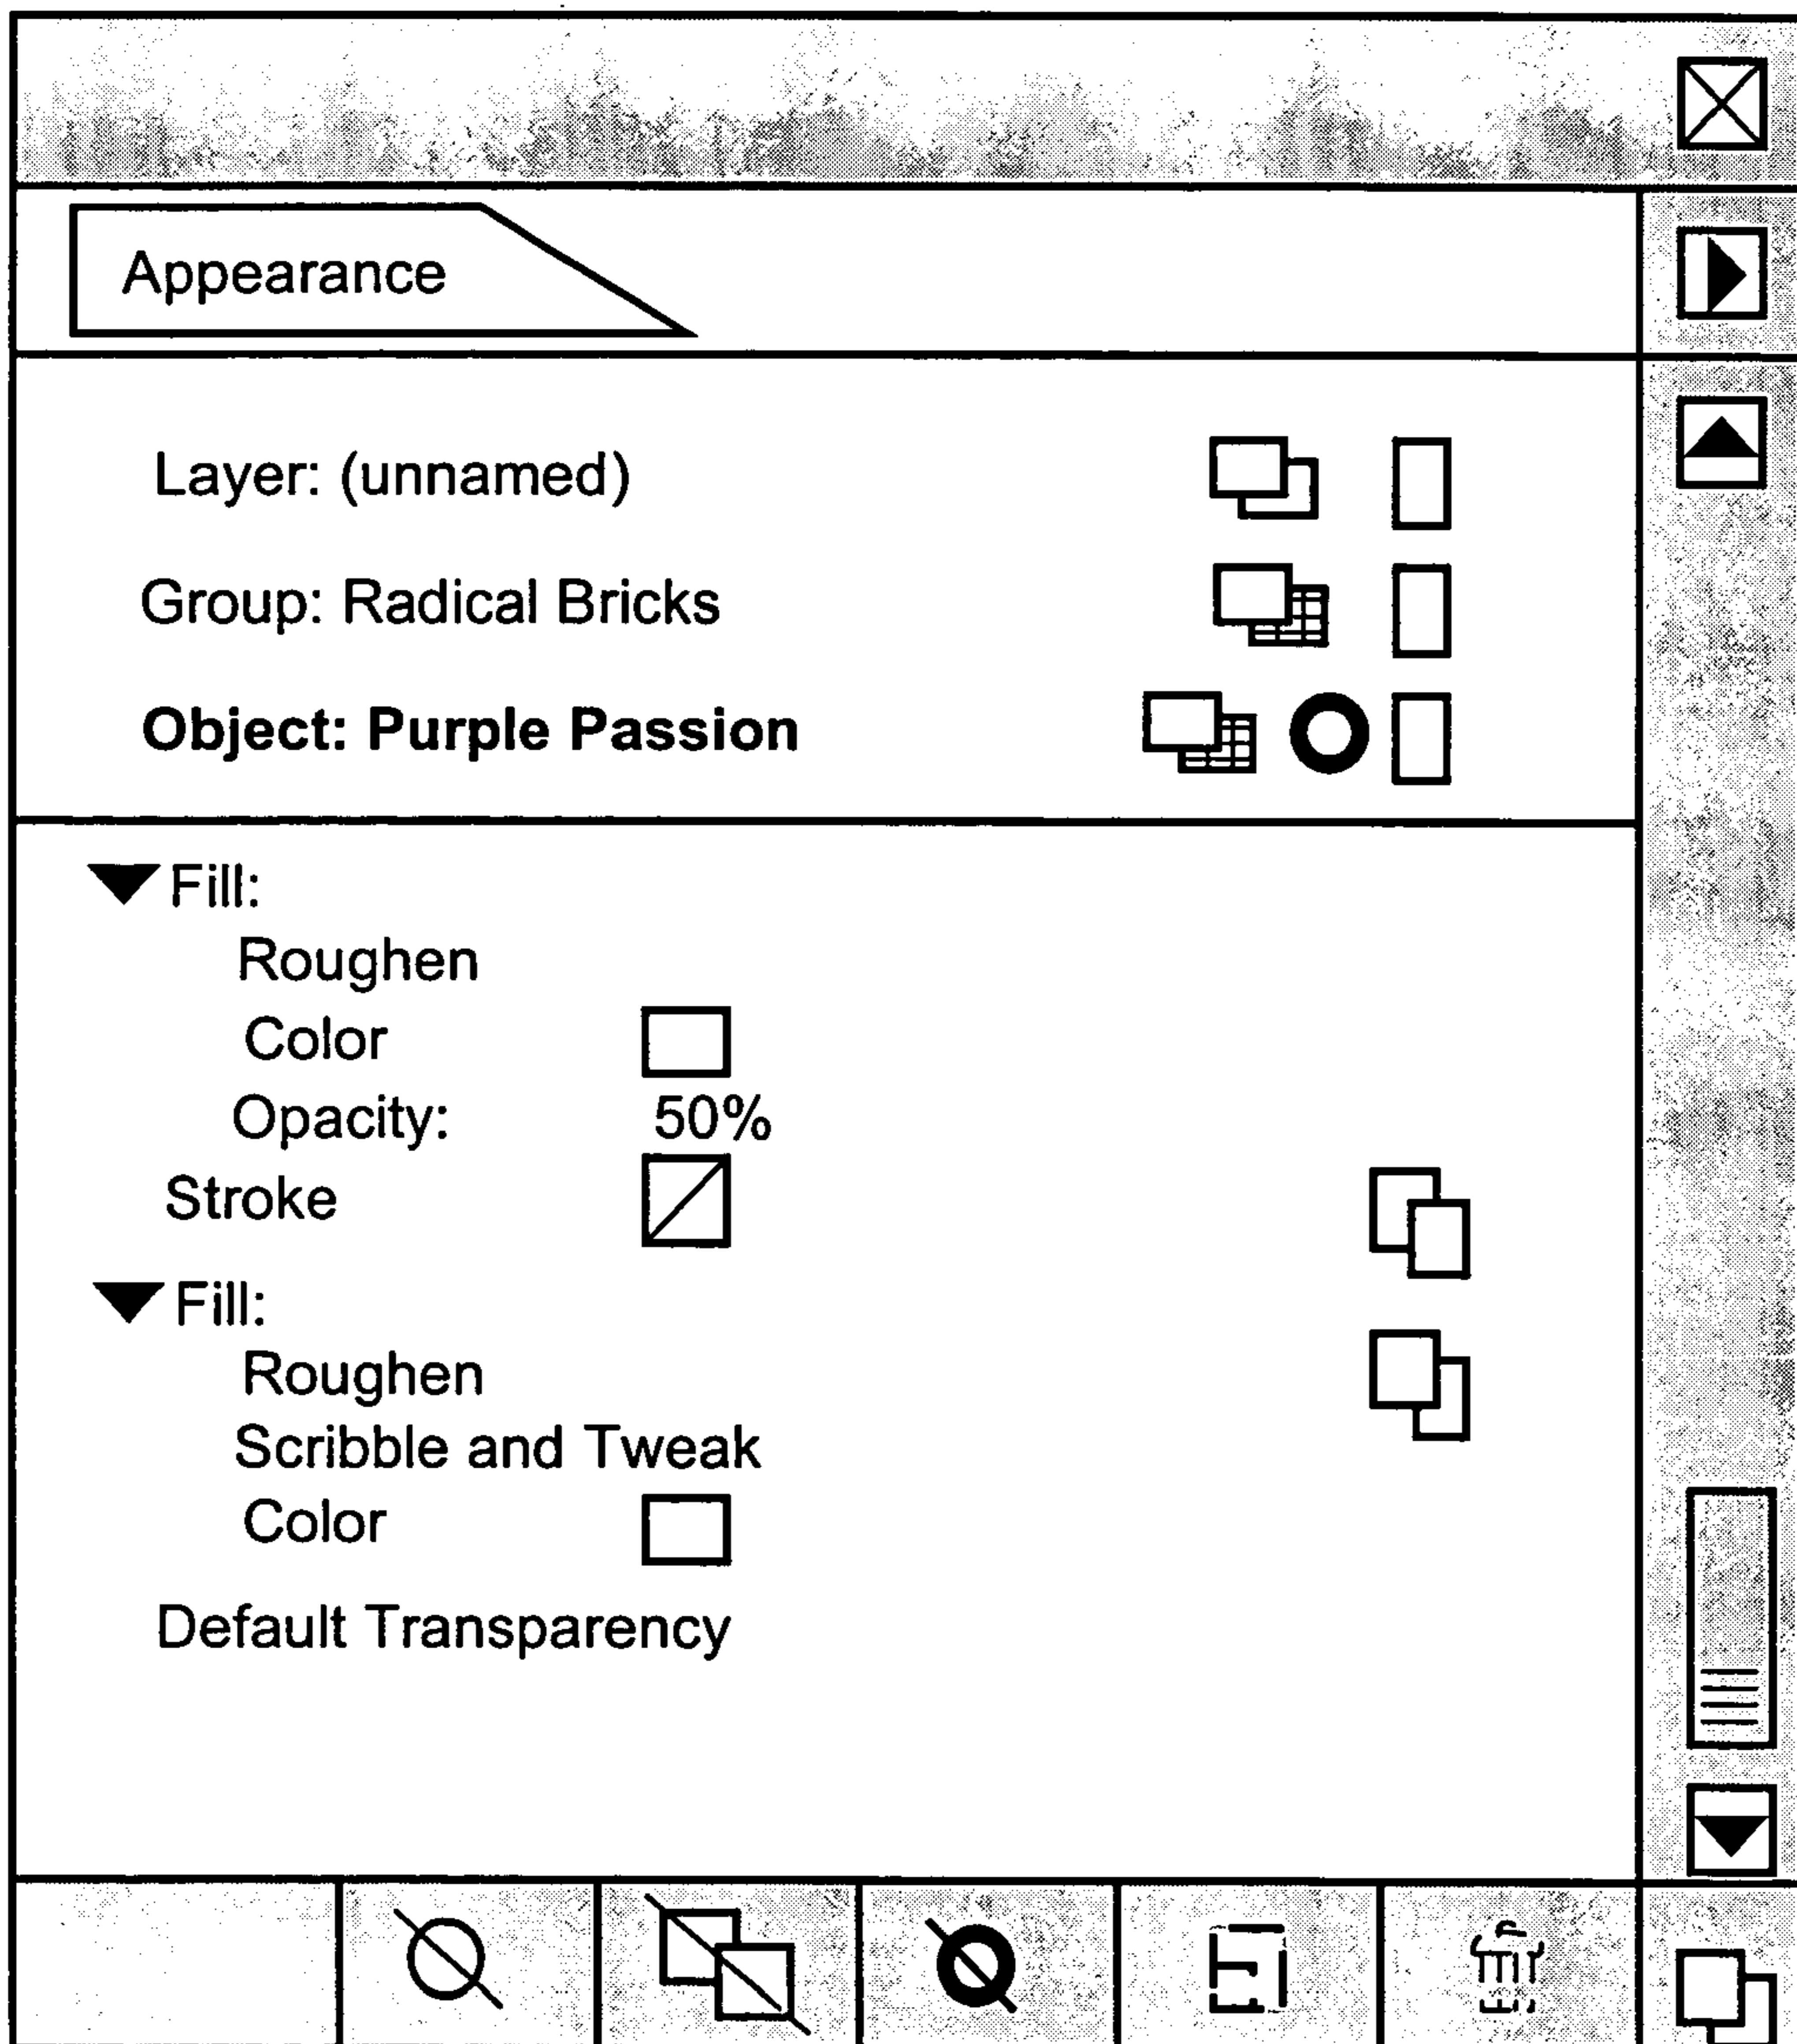 Appearance
Layer: (unnamed)
Group: Radical Bricks
Object: Purple Passion
Fill:
Roughen
Color
Opacity: 50%
Stroke
Fill:
Roughen
Scribble and Tweak
Color
Default Transparency